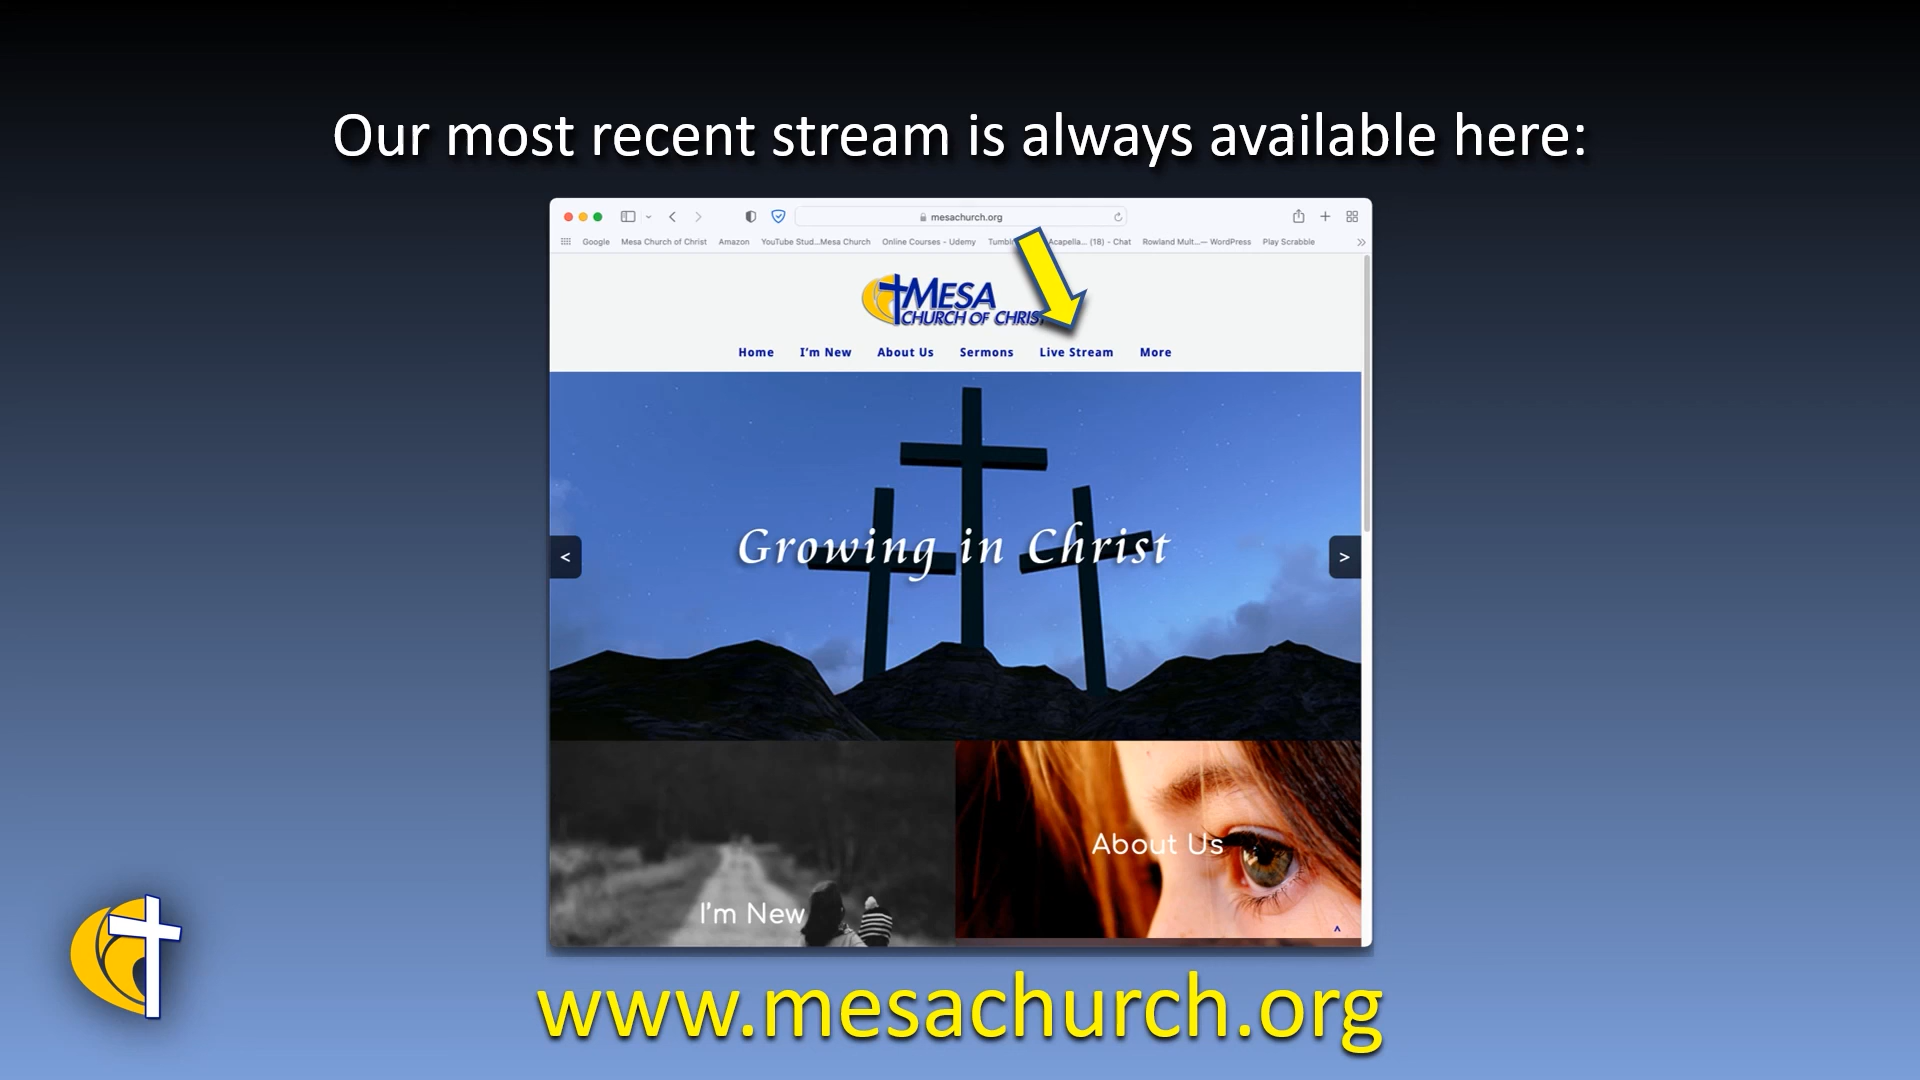 Our most recent stream is always available here:
mesachurch.org
Google Mesa Church of Christ Amazon YouTube Stud...Mesa Church Online Courses - Udemy Acapella... (18) - Chat Rowland Mult...— WordPress Play Scrabble
MESA
CHURCH OF CHRIST
Home I'm New About Us Sermons Live Stream More
Growing in Christ
< >
About Us
I'm New
^
www.mesachurch.org